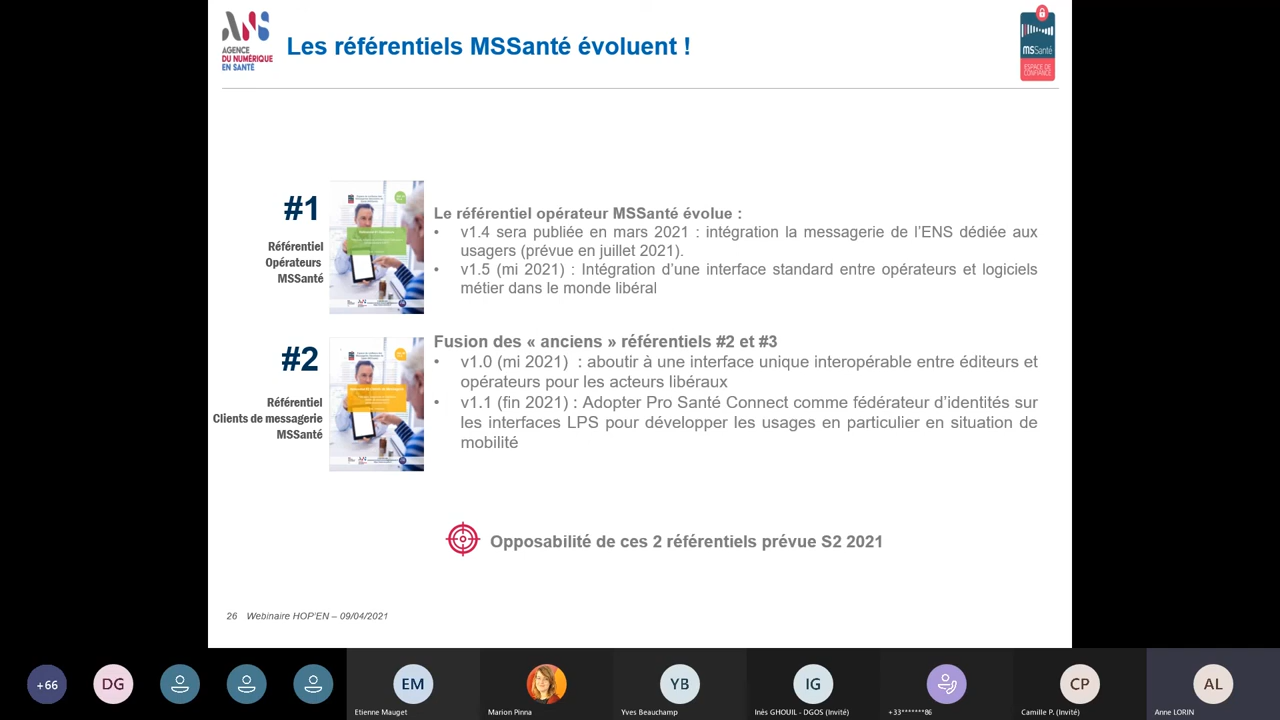 ANS
AGENCE
DU NUMÉRIQUE
EN SANTÉ
Les référentiels MSSanté évoluent !
MSSanté
ESPACE DE
CONFIANCE
#1
Référentiel
Opérateurs
MSSanté
Le référentiel opérateur MSSanté évolue :
• v1.4 sera publiée en mars 2021 : intégration la messagerie de l’ENS dédiée aux
usagers (prévue en juillet 2021).
• v1.5 (mi 2021) : Intégration d’une interface standard entre opérateurs et logiciels
métier dans le monde libéral
#2
Référentiel
Clients de messagerie
MSSanté
Fusion des « anciens » référentiels #2 et #3
• v1.0 (mi 2021) : aboutir à une interface unique interopérable entre éditeurs et
opérateurs pour les acteurs libéraux
• v1.1 (fin 2021) : Adopter Pro Santé Connect comme fédérateur d’identités sur
les interfaces LPS pour développer les usages en particulier en situation de
mobilité
Opposabilité de ces 2 référentiels prévue S2 2021
26 Webinaire HOP’EN – 09/04/2021
+66
DG
EM
YB
IG
CP
AL
Etienne Mauget
Marion Pinna
Yves Beauchamp
Inès GHOUIL - DGOS (Invité)
+33*******86
Camille P. (Invité)
Anne LORIN